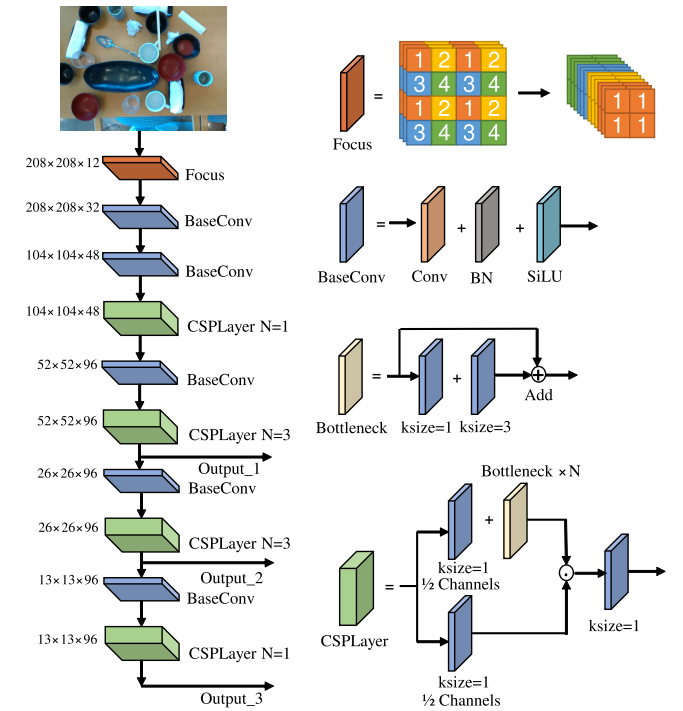 208×208×12
Focus
208×208×32
BaseConv
104×104×48
BaseConv
104×104×48
CSPLayer N=1
52×52×96
BaseConv
52×52×96
CSPLayer N=3
Output_1
26×26×96
BaseConv
26×26×96
CSPLayer N=3
Output_2
13×13×96
BaseConv
13×13×96
CSPLayer N=1
Output_3
Focus
=
1 2 1 2
3 4 3 4
1 2 1 2
3 4 3 4
1 1
1 1
BaseConv
=
Conv
+
BN
+
SiLU
Bottleneck
=
ksize=1
+
ksize=3
+
Add
CSPLayer
=
Bottleneck ×N
+
ksize=1
½ Channels
ksize=1
½ Channels
.
ksize=1